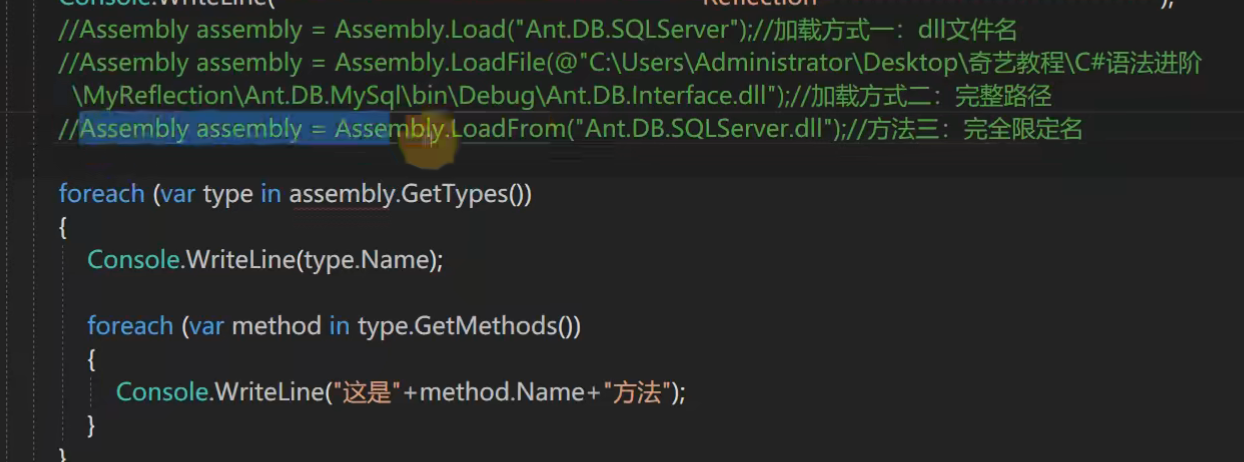 Console.WriteLine(" Reflection ");
//Assembly assembly = Assembly.Load("Ant.DB.SQLServer");//加载方式一：dll文件名
//Assembly assembly = Assembly.LoadFile(@"C:\Users\Administrator\Desktop\奇艺教程\C#语法进阶
\MyReflection\Ant.DB.MySql\bin\Debug\Ant.DB.Interface.dll");//加载方式二：完整路径
//Assembly assembly = Assembly.LoadFrom("Ant.DB.SQLServer.dll");//方法三：完全限定名
foreach (var type in assembly.GetTypes())
{
Console.WriteLine(type.Name);
foreach (var method in type.GetMethods())
{
Console.WriteLine("这是"+method.Name+"方法");
}
}